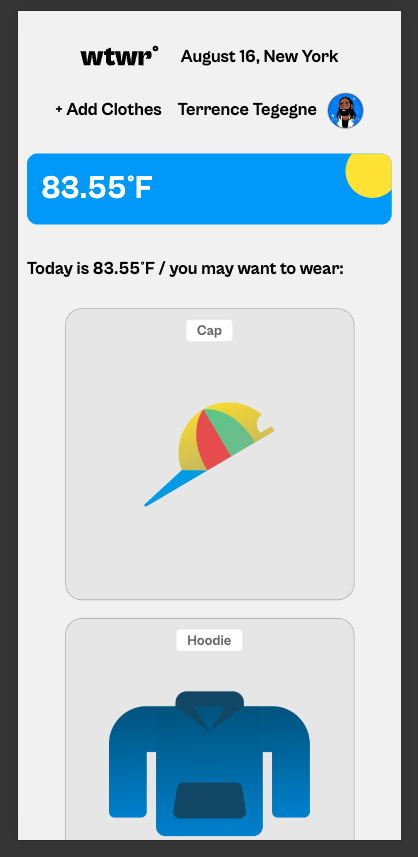 wtwr° August 16, New York
+ Add Clothes Terrence Tegegne
83.55°F
Today is 83.55°F / you may want to wear:
Cap
Hoodie